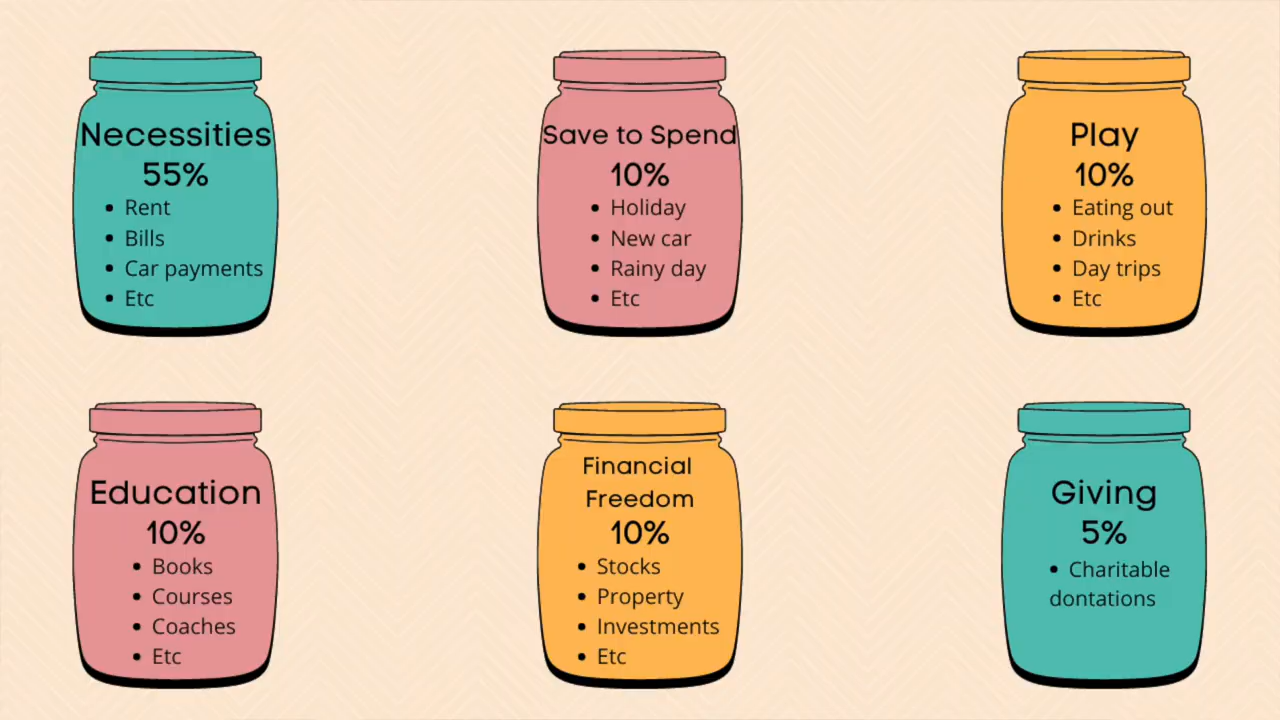 Necessities
55%
• Rent
• Bills
• Car payments
• Etc
Save to Spend
10%
• Holiday
• New car
• Rainy day
• Etc
Play
10%
• Eating out
• Drinks
• Day trips
• Etc
Education
10%
• Books
• Courses
• Coaches
• Etc
Financial
Freedom
10%
• Stocks
• Property
• Investments
• Etc
Giving
5%
• Charitable
dontations